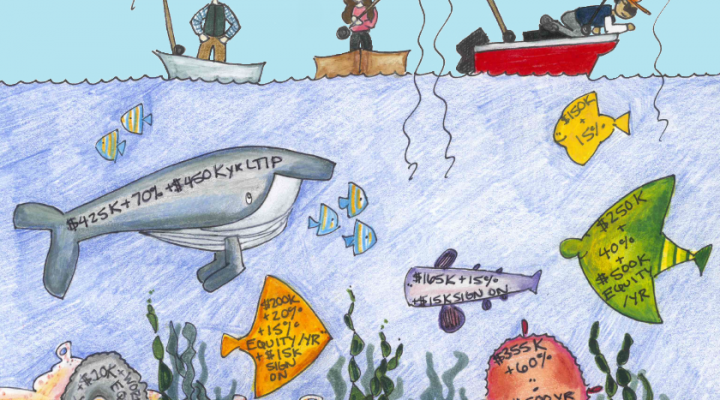 $425K+70% +$450K YR LTIP
$150K
+
15%
$250K
+
40%
+
$500K
EQUITY
/YR
$165K+15%
+$15K SIGN ON
$200K
+20%
+15%
EQUITY/YR
+$15K
SIGN
ON
$355K
+60%
+$20K